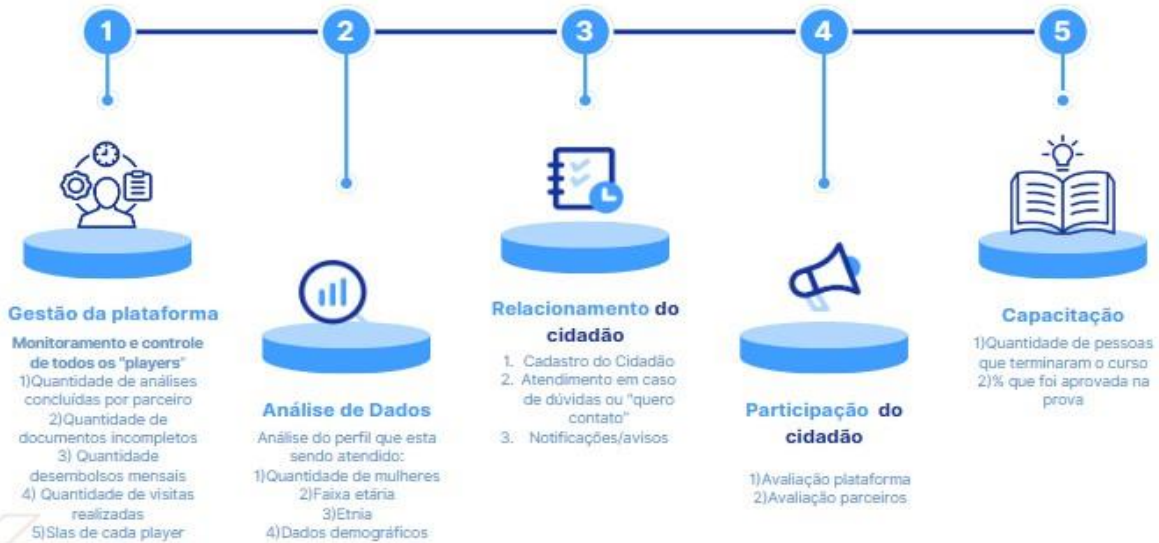 1
2
3
4
5
Gestão da plataforma
Monitoramento e controle
de todos os "players"
1)Quantidade de análises
concluídas por parceiro
2)Quantidade de
documentos incompletos
3) Quantidade
desembolsos mensais
4) Quantidade de visitas
realizadas
5)Slas de cada player
Análise de Dados
Análise do perfil que esta
sendo atendido:
1)Quantidade de mulheres
2)Faixa etária
3)Etnia
4)Dados demográficos
Relacionamento do
cidadão
1. Cadastro do Cidadão
2. Atendimento em caso
de dúvidas ou "quero
contato"
3. Notificações/avisos
Participação do
cidadão
1)Avaliação plataforma
2)Avaliação parceiros
Capacitação
1)Quantidade de pessoas
que terminaram o curso
2)% que foi aprovada na
prova